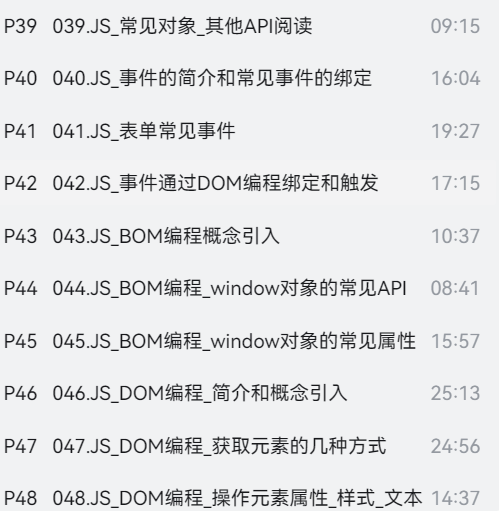 P39 039.JS_常见对象_其他API阅读 09:15
P40 040.JS_事件的简介和常见事件的绑定 16:04
P41 041.JS_表单常见事件 19:27
P42 042.JS_事件通过DOM编程绑定和触发 17:15
P43 043.JS_BOM编程概念引入 10:37
P44 044.JS_BOM编程_window对象的常见API 08:41
P45 045.JS_BOM编程_window对象的常见属性 15:57
P46 046.JS_DOM编程_简介和概念引入 25:13
P47 047.JS_DOM编程_获取元素的几种方式 24:56
P48 048.JS_DOM编程_操作元素属性_样式_文本 14:37